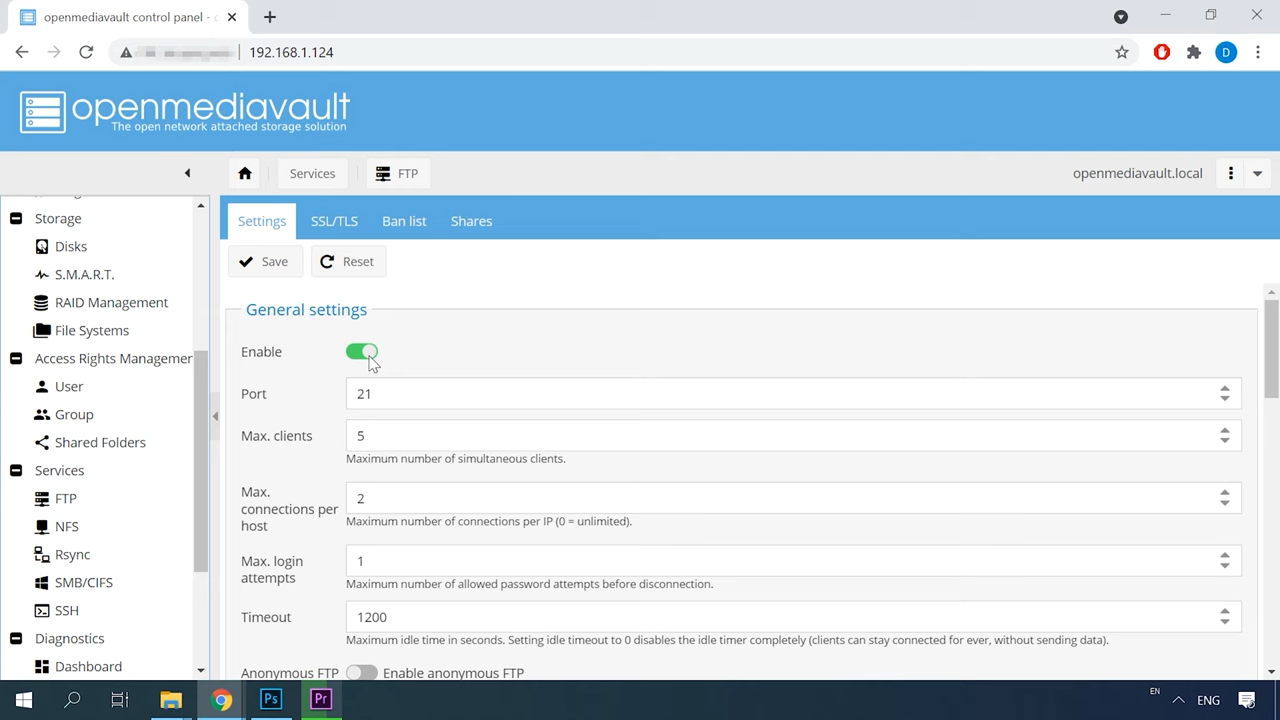 openmediavault control panel - o
192.168.1.124
D
openmediavault
The open network attached storage solution
Services
FTP
openmediavault.local
Storage
Disks
S.M.A.R.T.
RAID Management
File Systems
Access Rights Managemer
User
Group
Shared Folders
Services
FTP
NFS
Rsync
SMB/CIFS
SSH
Diagnostics
Dashboard
Settings
SSL/TLS
Ban list
Shares
Save
Reset
General settings
Enable
Port
21
Max. clients
5
Maximum number of simultaneous clients.
Max.
connections per
host
2
Maximum number of connections per IP (0 = unlimited).
Max. login
attempts
1
Maximum number of allowed password attempts before disconnection.
Timeout
1200
Maximum idle time in seconds. Setting idle timeout to 0 disables the idle timer completely (clients can stay connected for ever, without sending data).
Anonymous FTP
Enable anonymous FTP
Ps
Pr
EN
ENG